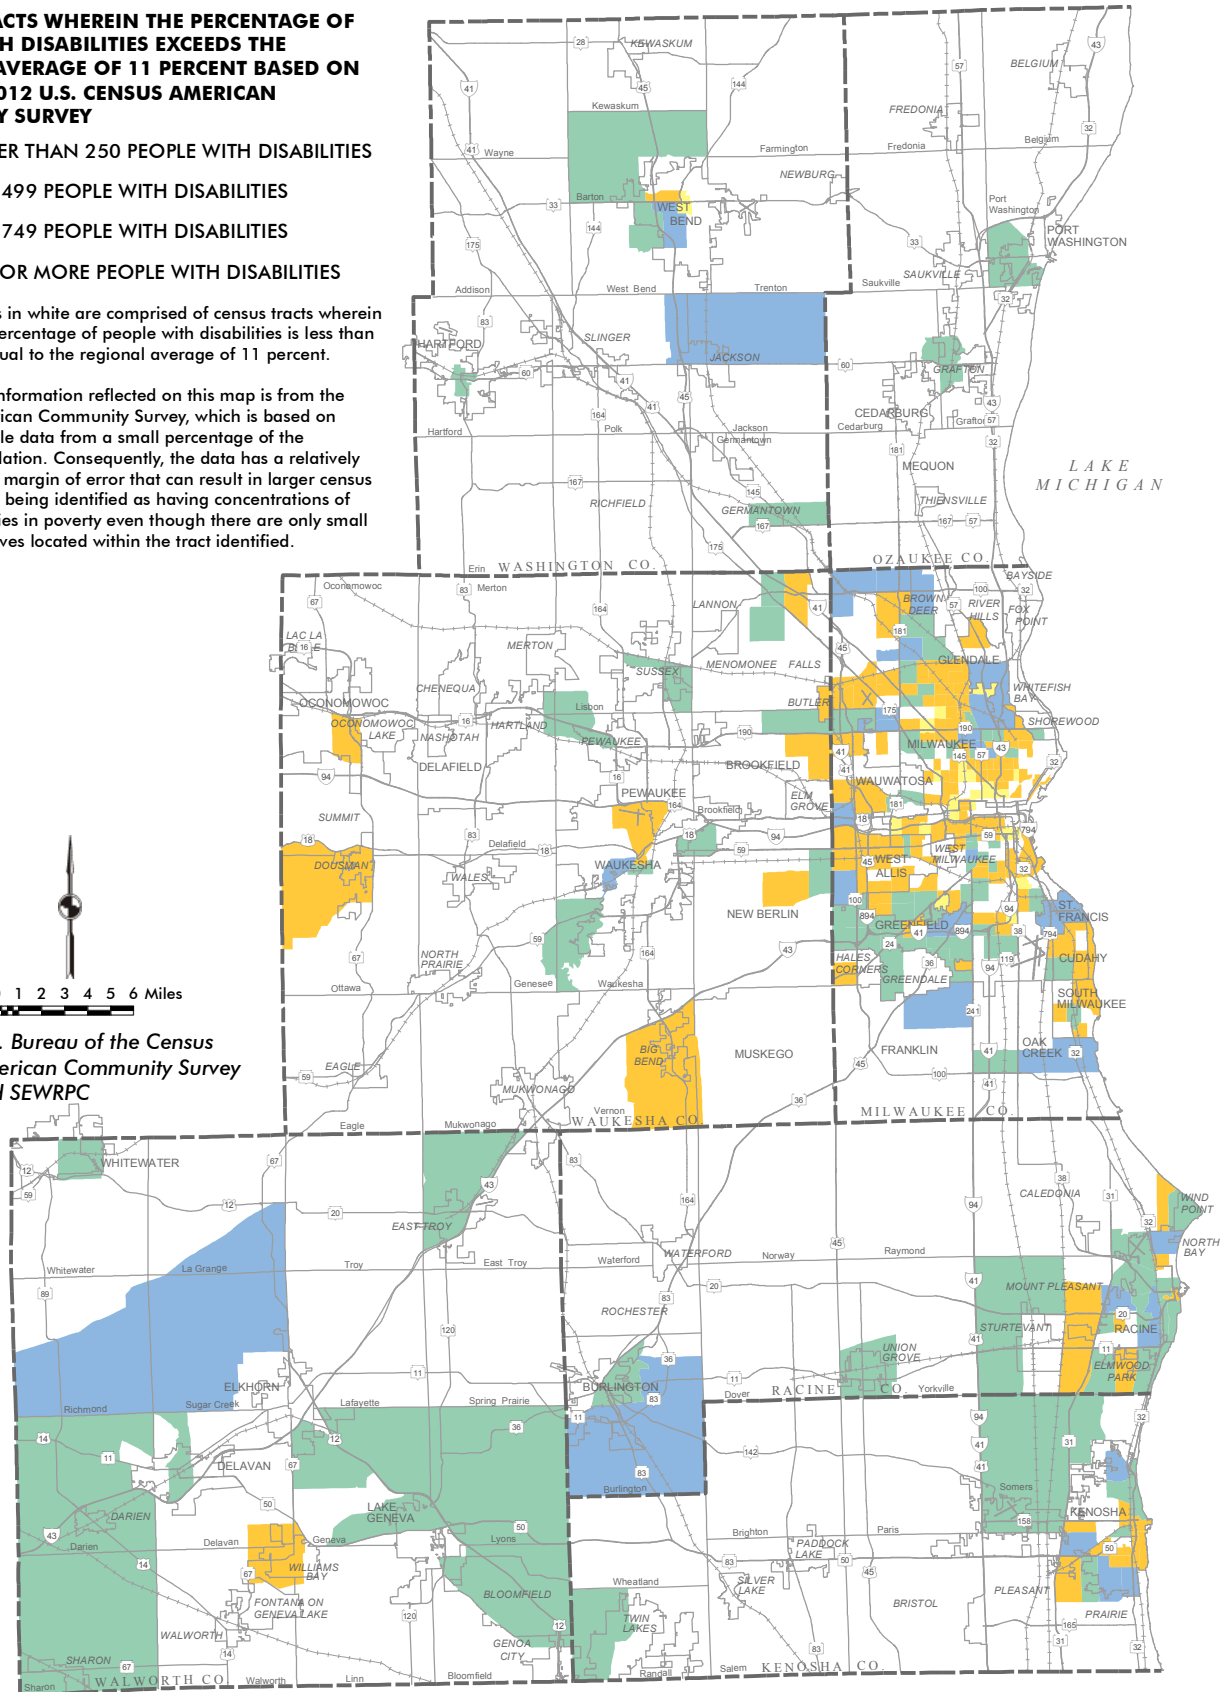 ACTS WHEREIN THE PERCENTAGE OF
H DISABILITIES EXCEEDS THE
AVERAGE OF 11 PERCENT BASED ON
012 U.S. CENSUS AMERICAN
Y SURVEY
ER THAN 250 PEOPLE WITH DISABILITIES
499 PEOPLE WITH DISABILITIES
749 PEOPLE WITH DISABILITIES
OR MORE PEOPLE WITH DISABILITIES
s in white are comprised of census tracts wherein
ercentage of people with disabilities is less than
qual to the regional average of 11 percent.
nformation reflected on this map is from the
rican Community Survey, which is based on
le data from a small percentage of the
lation. Consequently, the data has a relatively
margin of error that can result in larger census
being identified as having concentrations of
ies in poverty even though there are only small
ves located within the tract identified.
0 1 2 3 4 5 6 Miles
. Bureau of the Census
erican Community Survey
d SEWRPC
KEWASKUM
Kewaskum
Wayne
Farmington
FREDONIA
Fredonia
BELGIUM
Belgium
NEWBURG
Barton
WEST
BEND
Port
Washington
PORT
WASHINGTON
SAUKVILLE
Saukville
Addison
West Bend
Trenton
HARTFORD
SLINGER
JACKSON
GRAFTON
CEDARBURG
Cedarburg
Grafton
Hartford
Polk
Jackson
Germantown
MEQUON
LAKE
MICHIGAN
RICHFIELD
GERMANTOWN
THIENSVILLE
Erin
WASHINGTON CO.
OZAUKEE CO.
Oconomowoc
Merton
LANNON
BAYSIDE
BROWN
DEER
RIVER
HILLS
FOX
POINT
LAC LA
BELLE
MERTON
SUSSEX
MENOMONEE FALLS
GLENDALE
WHITEFISH
BAY
CHENEQUA
OCONOMOWOC
OCONOMOWOC
LAKE
NASHOTAH
HARTLAND
Lisbon
PEWAUKEE
BUTLER
SHOREWOOD
MILWAUKEE
DELAFIELD
BROOKFIELD
WAUWATOSA
PEWAUKEE
ELM
GROVE
Brookfield
SUMMIT
Delafield
DOUSMAN
WALES
WAUKESHA
WEST
ALLIS
WEST
MILWAUKEE
NEW BERLIN
ST.
FRANCIS
GREENFIELD
HALES
CORNERS
GREENDALE
CUDAHY
NORTH
PRAIRIE
Ottawa
Genesee
Waukesha
SOUTH
MILWAUKEE
BIG
BEND
MUSKEGO
FRANKLIN
OAK
CREEK
EAGLE
MUKWONAGO
Vernon
WAUKESHA CO.
MILWAUKEE CO.
Eagle
Mukwonago
WHITEWATER
EAST TROY
Whitewater
La Grange
Troy
East Troy
Waterford
WATERFORD
Norway
Raymond
CALEDONIA
WIND
POINT
NORTH
BAY
ROCHESTER
MOUNT PLEASANT
STURTEVANT
RACINE
UNION
GROVE
ELMWOOD
PARK
ELKHORN
BURLINGTON
Dover
RACINE CO.
Yorkville
Richmond
Sugar Creek
Lafayette
Spring Prairie
DELAVAN
Burlington
DARIEN
LAKE
GENEVA
Somers
KENOSHA
Darien
Delavan
Geneva
Lyons
Brighton
Paris
WILLIAMS
BAY
PADDOCK
LAKE
FONTANA ON
GENEVA LAKE
BLOOMFIELD
Wheatland
SILVER
LAKE
BRISTOL
PLEASANT
PRAIRIE
WALWORTH
TWIN
LAKES
GENOA
CITY
SHARON
Sharon
WALWORTH CO.
Walworth
Linn
Bloomfield
Randall
Salem
KENOSHA CO.